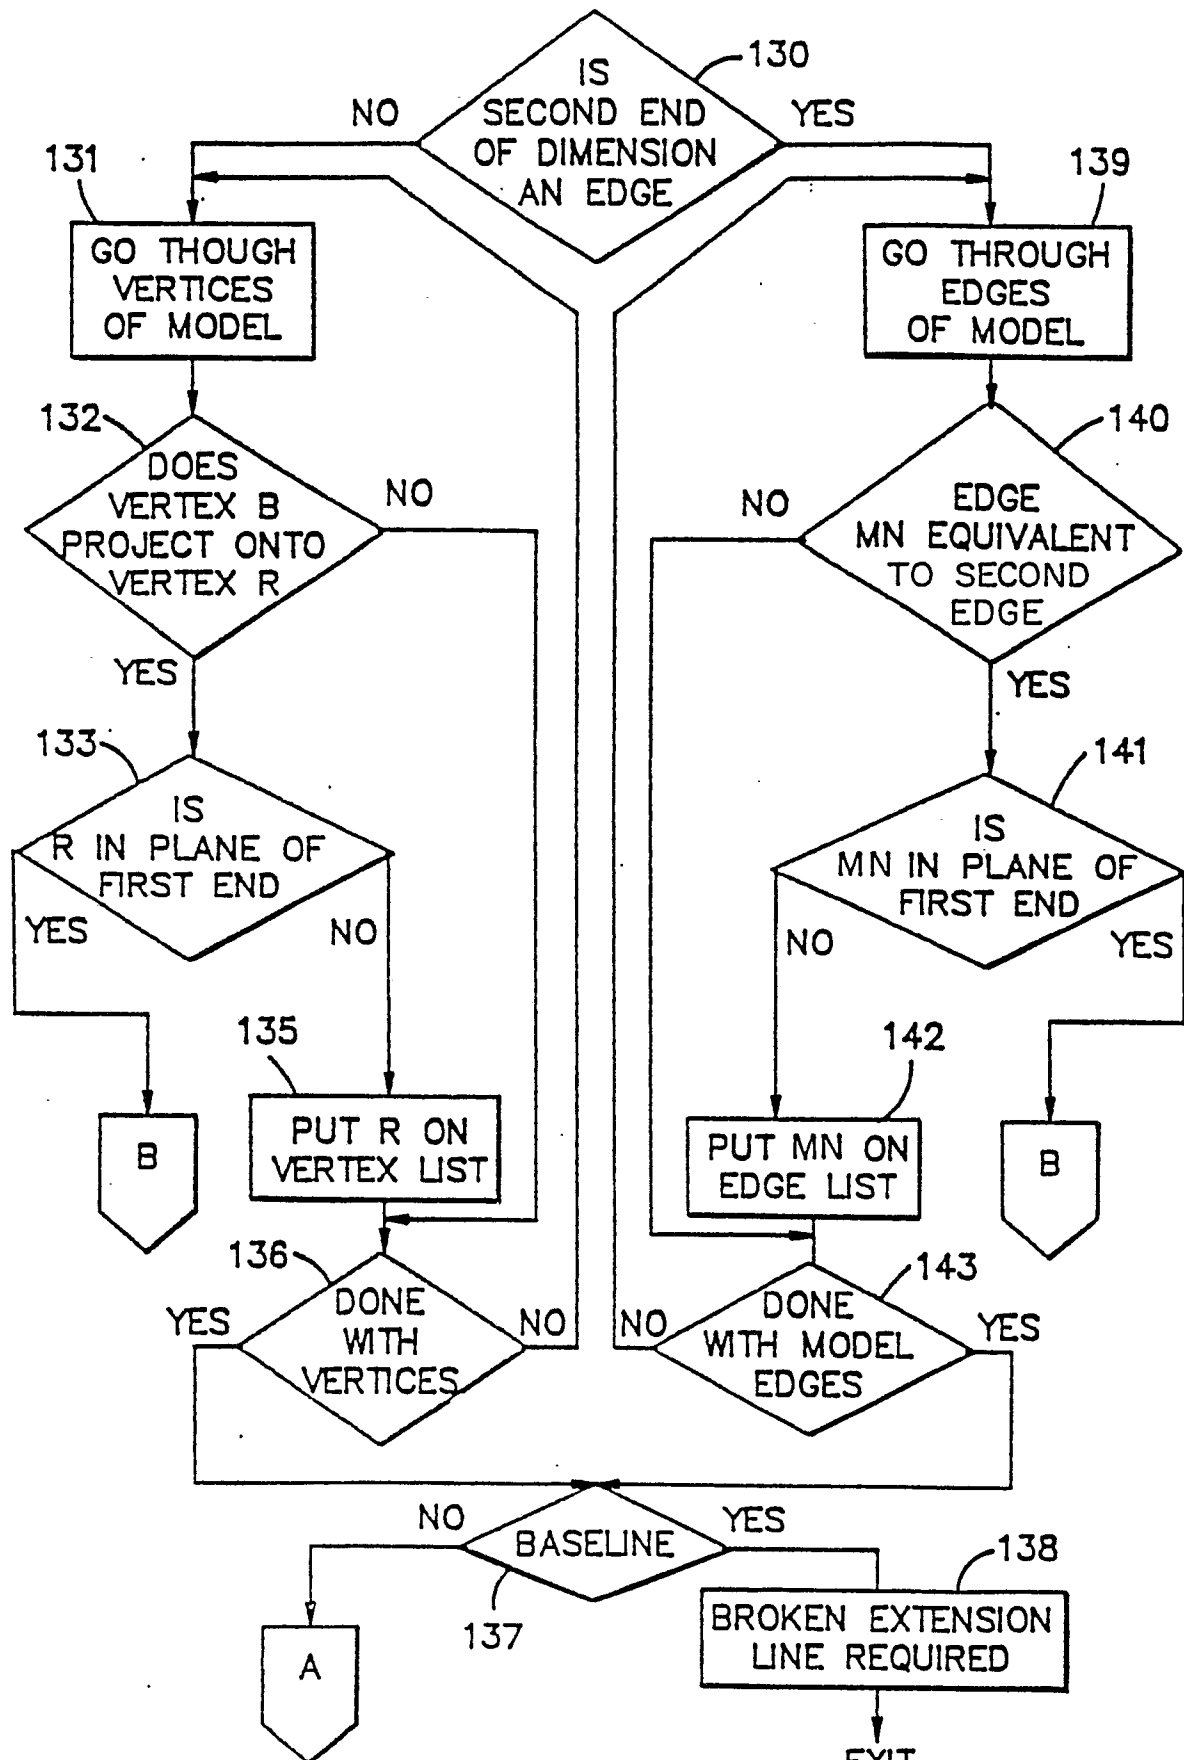 130
IS
SECOND END
OF DIMENSION
AN EDGE
NO
YES
131
GO THOUGH
VERTICES
OF MODEL
139
GO THROUGH
EDGES
OF MODEL
132
DOES
VERTEX B
PROJECT ONTO
VERTEX R
NO
YES
140
EDGE
MN EQUIVALENT
TO SECOND
EDGE
NO
YES
133
IS
R IN PLANE OF
FIRST END
YES
NO
141
IS
MN IN PLANE OF
FIRST END
NO
YES
B
135
PUT R ON
VERTEX LIST
142
PUT MN ON
EDGE LIST
B
136
DONE
WITH
VERTICES
YES
NO
143
DONE
WITH MODEL
EDGES
NO
YES
BASELINE
NO
YES
137
138
BROKEN EXTENSION
LINE REQUIRED
A
EXIT